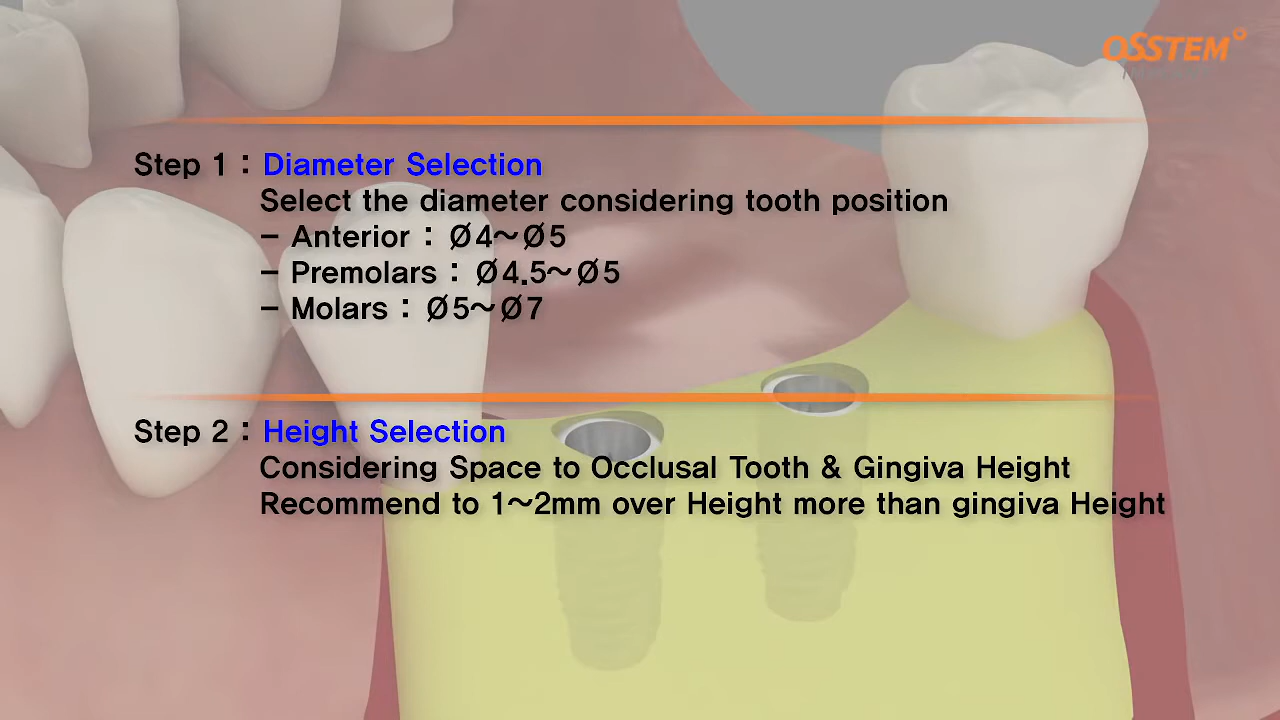 OSSTEM
IMPLANT
Step 1 : Diameter Selection
Select the diameter considering tooth position
- Anterior : Ø4~Ø5
- Premolars : Ø4.5~Ø5
- Molars : Ø5~Ø7
Step 2 : Height Selection
Considering Space to Occlusal Tooth & Gingiva Height
Recommend to 1~2mm over Height more than gingiva Height